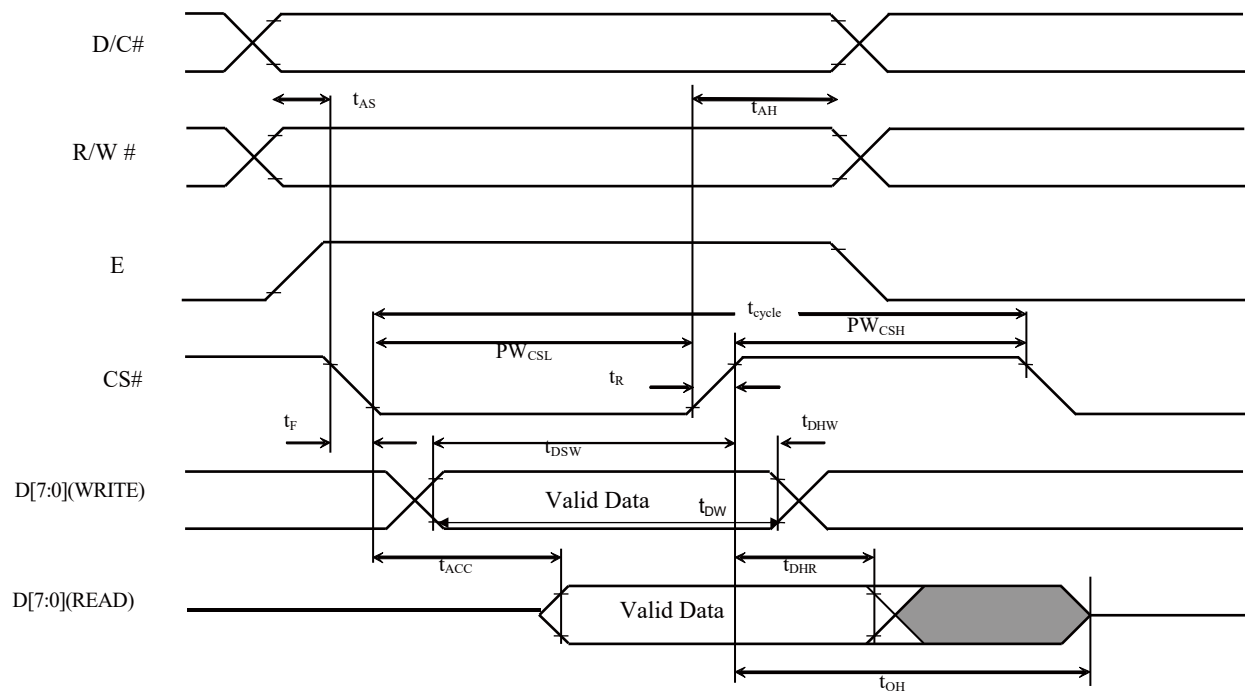 D/C#
tAS
tAH
R/W #
E
tcycle
PWCSL
PWCSH
CS#
tR
tF
tDSW
tDHW
D[7:0](WRITE)
Valid Data
tDW
tACC
tDHR
D[7:0](READ)
Valid Data
tOH